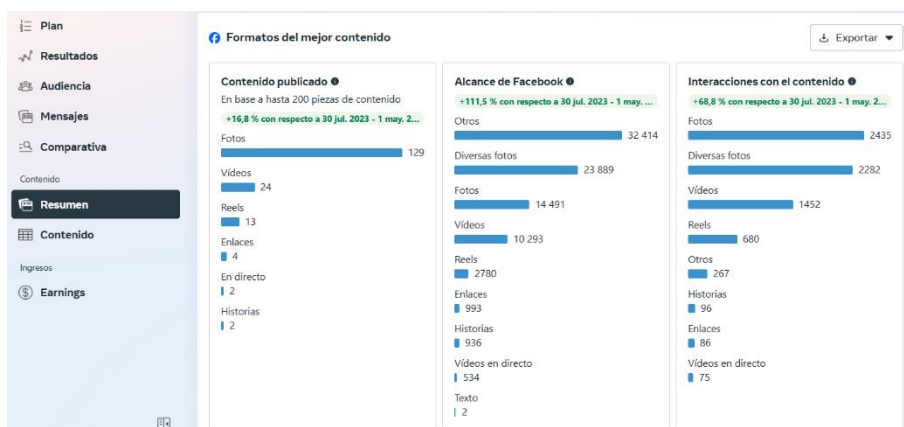 Plan
Resultados
Audiencia
Mensajes
Comparativa
Contenido
Resumen
Contenido
Ingresos
Earnings
Formatos del mejor contenido
Exportar
Contenido publicado
En base a hasta 200 piezas de contenido
+16,8 % con respecto a 30 jul. 2023 - 1 may. 2...
Fotos
129
Vídeos
24
Reels
13
Enlaces
4
En directo
2
Historias
2
Alcance de Facebook
+111,5 % con respecto a 30 jul. 2023 - 1 may. ...
Otros
32 414
Diversas fotos
23 889
Fotos
14 491
Vídeos
10 293
Reels
2780
Enlaces
993
Historias
936
Vídeos en directo
534
Texto
2
Interacciones con el contenido
+68,8 % con respecto a 30 jul. 2023 - 1 may. 2...
Fotos
2435
Diversas fotos
2282
Vídeos
1452
Reels
680
Otros
267
Historias
96
Enlaces
86
Vídeos en directo
75